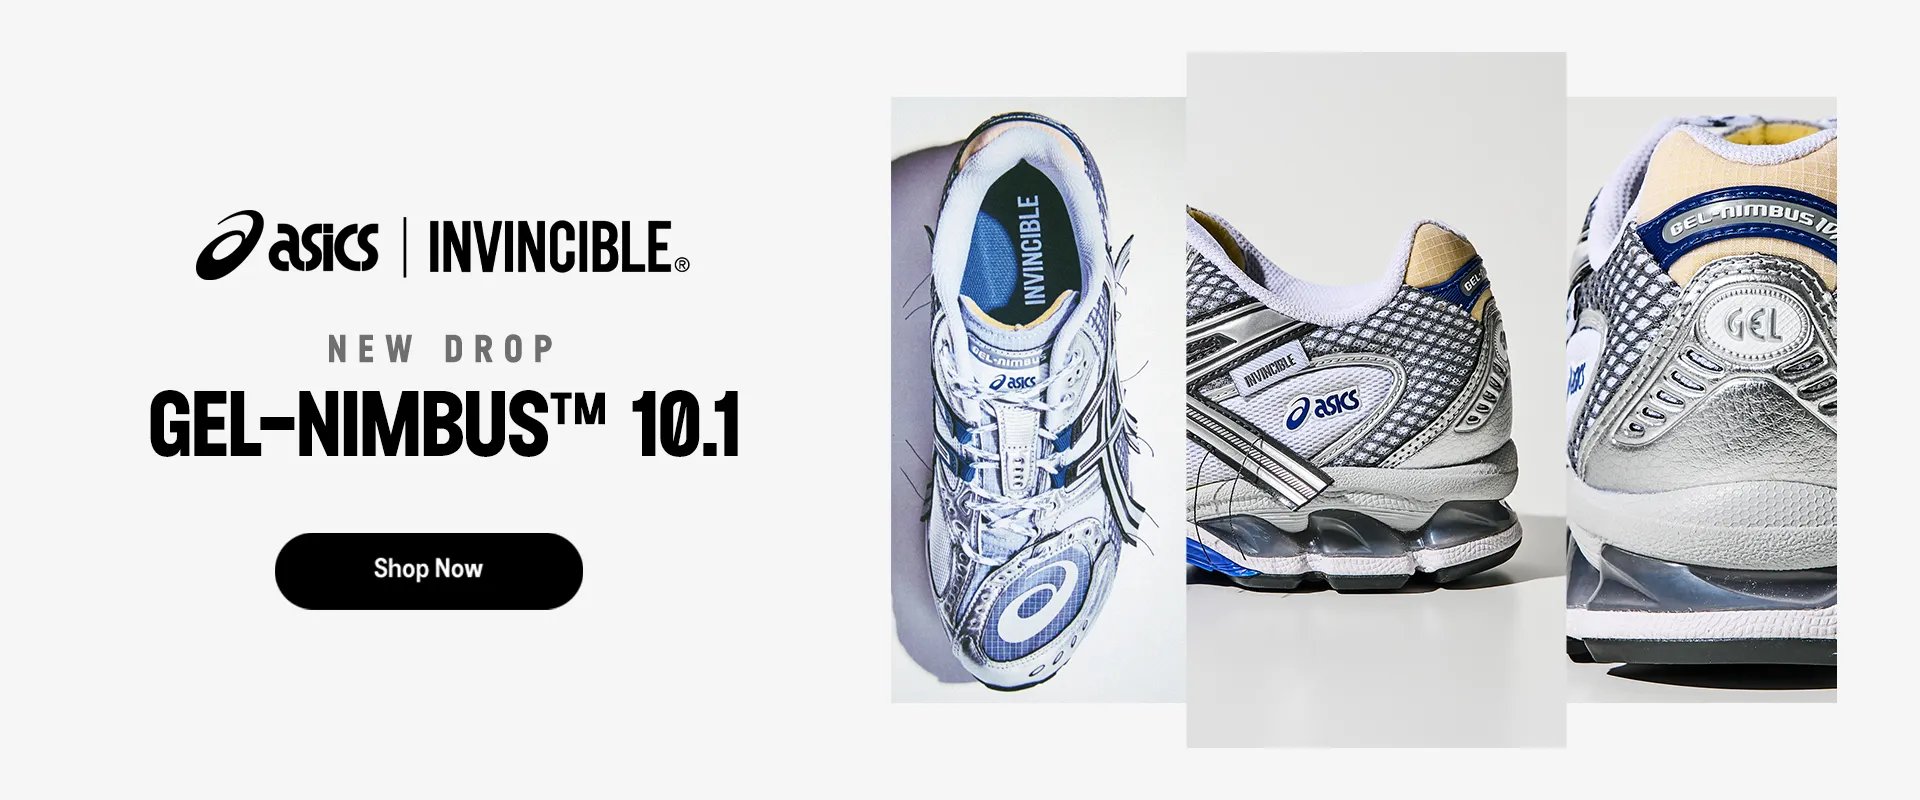 asics | INVINCIBLE®
NEW DROP
GEL-NIMBUS™ 10.1
Shop Now
INVINCIBLE
GEL-NIMBUS
asics
INVINCIBLE
asics
GEL-NIMBUS 10
GEL